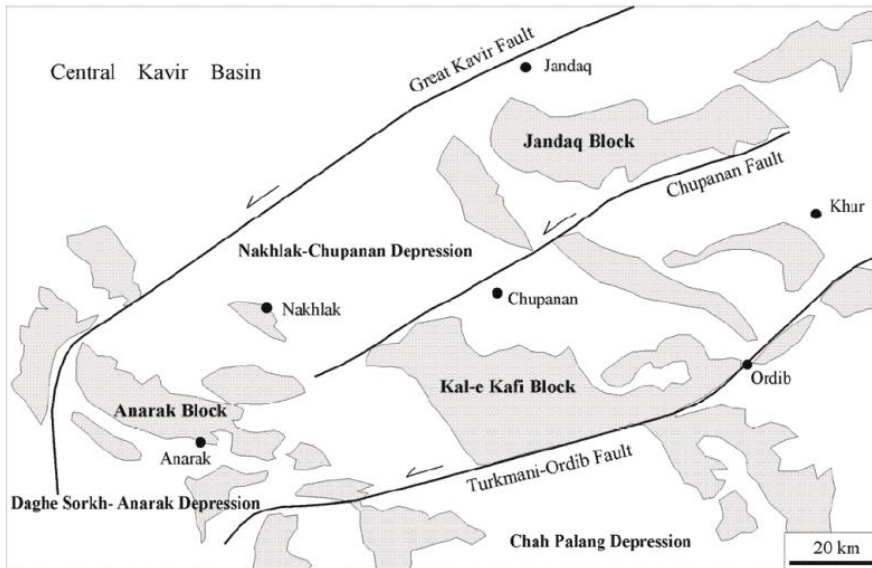 Great Kavir Fault
Central Kavir Basin
Jandaq
Jandaq Block
Chupanan Fault
Khur
Nakhlak-Chupanan Depression
Nakhlak
Chupanan
Kal-e Kafi Block
Ordib
Anarak Block
Anarak
Turkmani-Ordib Fault
Daghe Sorkh- Anarak Depression
Chah Palang Depression
20 km